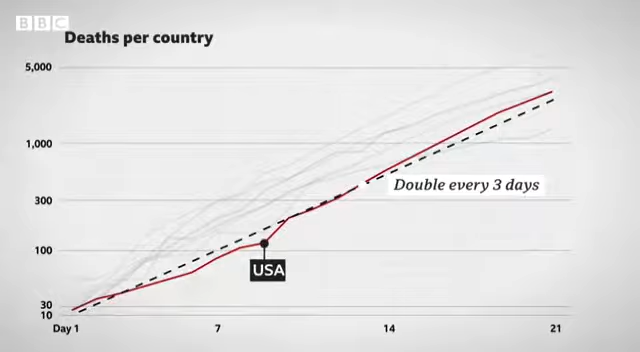 BBC
Deaths per country
5,000
1,000
300
100
30
10
Double every 3 days
USA
Day 1 7 14 21